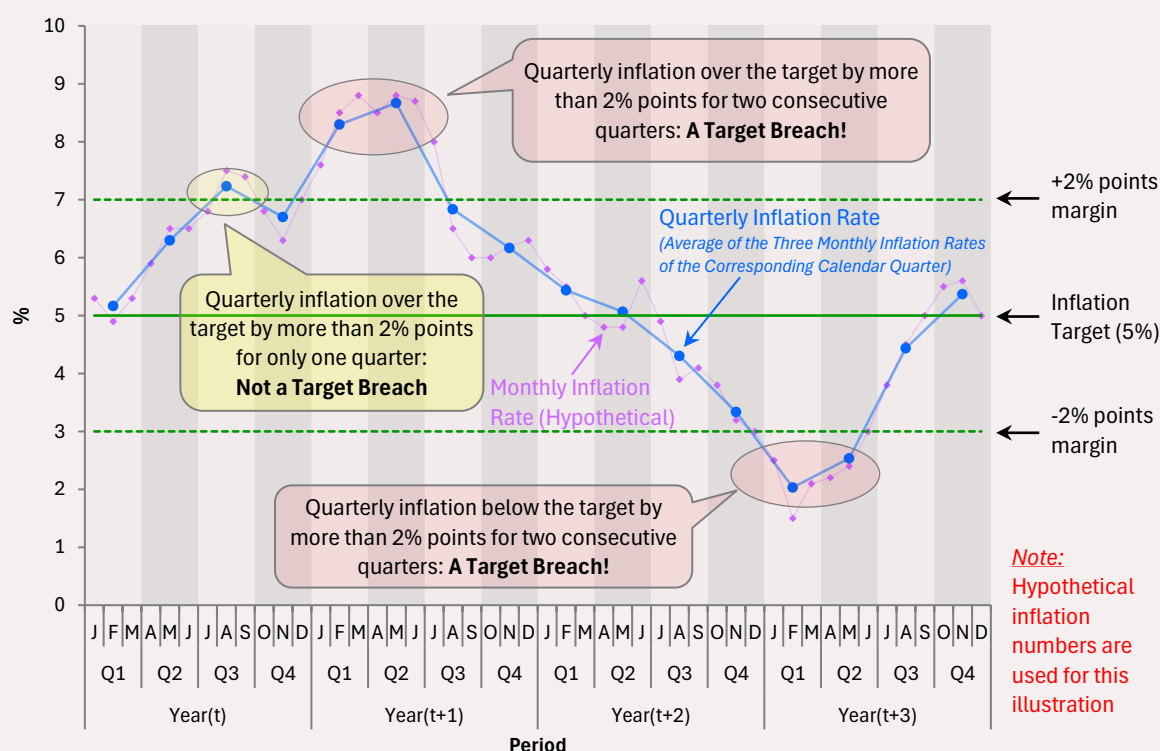 10
9
8
7
6
5
4
3
2
1
0
%
Quarterly inflation over the target by more
than 2% points for two consecutive
quarters: A Target Breach!
+2% points
margin
Quarterly Inflation Rate
(Average of the Three Monthly Inflation Rates
of the Corresponding Calendar Quarter)
Quarterly inflation over the
target by more than 2% points
for only one quarter:
Not a Target Breach
Inflation
Target (5%)
Monthly Inflation
Rate (Hypothetical)
-2% points
margin
Quarterly inflation below the target by
more than 2% points for two consecutive
quarters: A Target Breach!
Note:
Hypothetical
inflation
numbers are
used for this
illustration
J F M A M J J A S O N D J F M A M J J A S O N D J F M A M J J A S O N D J F M A M J J A S O N D
Q1 Q2 Q3 Q4 Q1 Q2 Q3 Q4 Q1 Q2 Q3 Q4 Q1 Q2 Q3 Q4
Year(t) Year(t+1) Year(t+2) Year(t+3)
Period